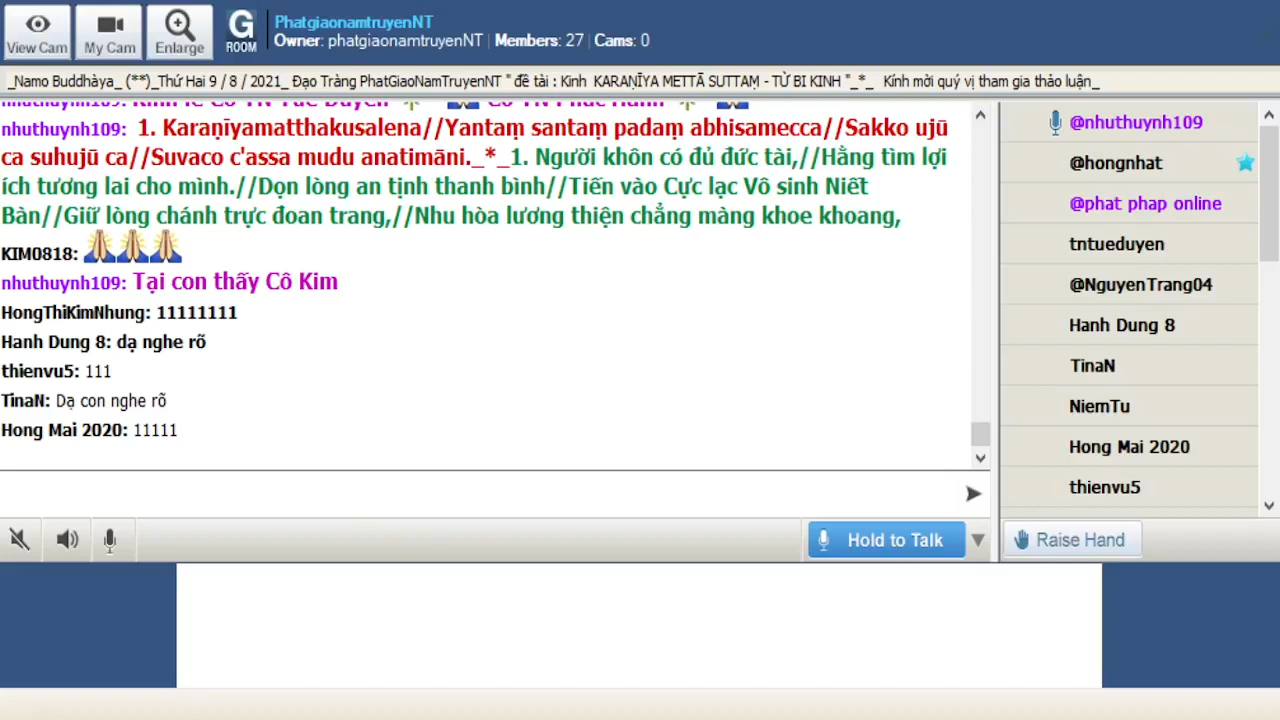 View Cam
My Cam
Enlarge
G
ROOM
PhatgiaonamtruyenNT
Owner: phatgiaonamtruyenNT | Members: 27 | Cams: 0
_Namo Buddhàya_ (**)_Thứ Hai 9 / 8 / 2021_ Đạo Tràng PhatGiaoNamTruyenNT " đề tài : Kinh KARAṆĪYA METTĀ SUTTAṂ - TỪ BI KINH "_*_ Kính mời quý vị tham gia thảo luận_
nhuthuynh109:
nhuthuynh109: 1. Karaṇīyamatthakusalena//Yantaṃ santaṃ padaṃ abhisamecca//Sakko ujū
ca suhujū ca//Suvaco c'assa mudu anatimāni._*_1. Người khôn có đủ đức tài,//Hằng tìm lợi
ích tương lai cho mình.//Dọn lòng an tịnh thanh bình//Tiến vào Cực lạc Vô sinh Niết
Bàn//Giữ lòng chánh trực đoan trang,//Nhu hòa lương thiện chẳng màng khoe khoang,
KIM0818:
nhuthuynh109: Tại con thấy Cô Kim
HongThiKimNhung: 11111111
Hanh Dung 8: dạ nghe rõ
thienvu5: 111
TinaN: Dạ con nghe rõ
Hong Mai 2020: 11111
@nhuthuynh109
@hongnhat
@phat phap online
tntueduyen
@NguyenTrang04
Hanh Dung 8
TinaN
NiemTu
Hong Mai 2020
thienvu5
Hold to Talk
Raise Hand